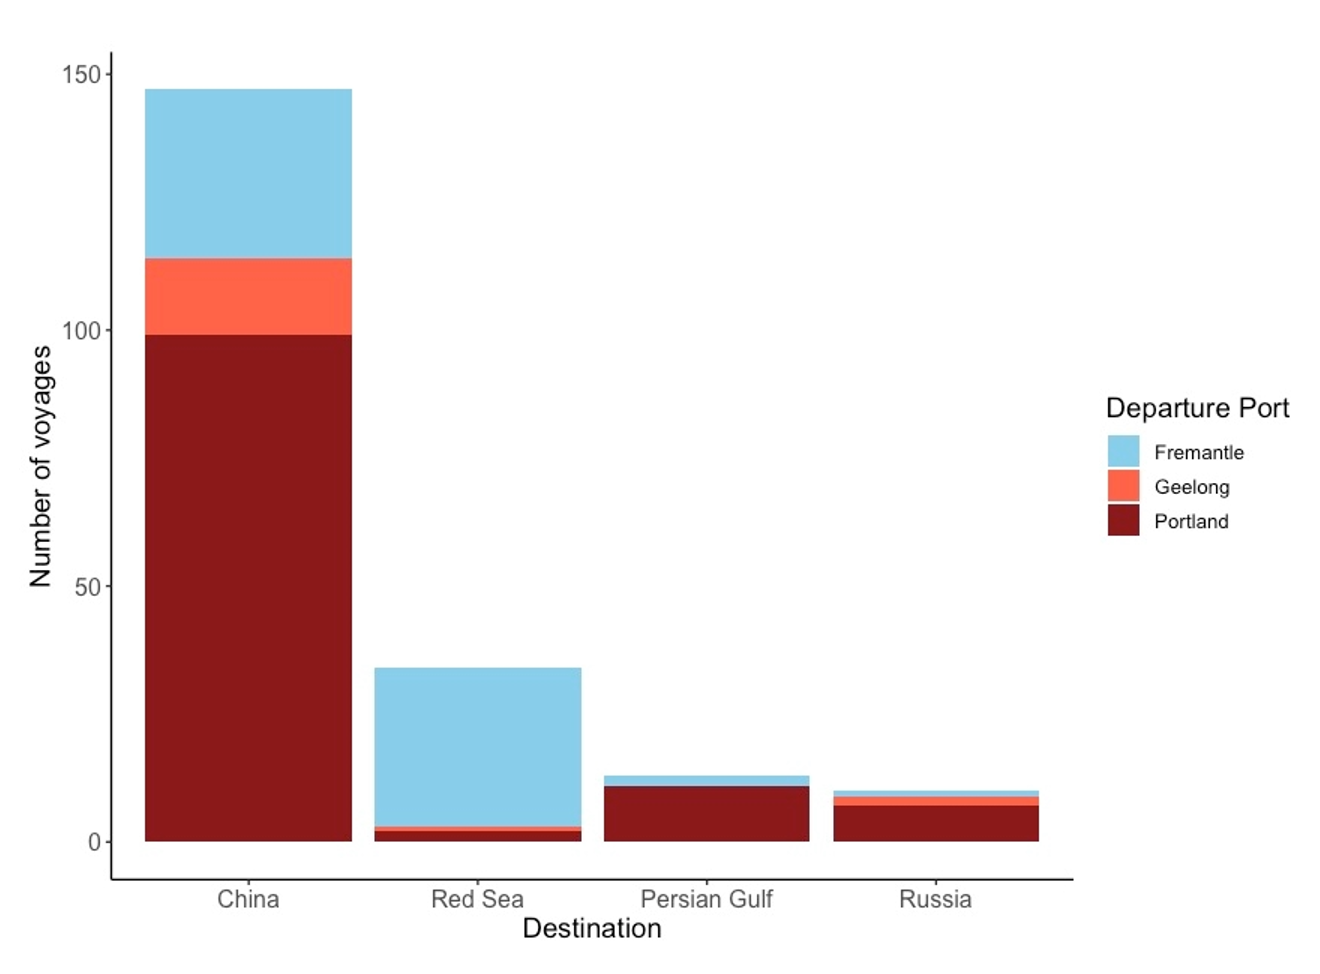 150
100
50
0
Number of voyages
China
Red Sea
Persian Gulf
Russia
Destination
Departure Port
Fremantle
Geelong
Portland